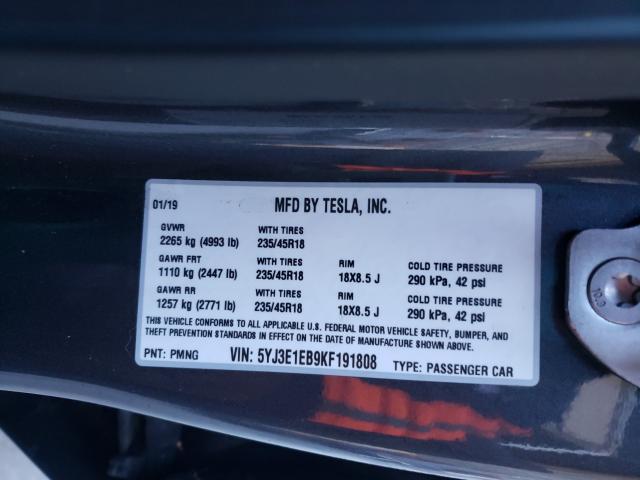 01/19 MFD BY TESLA, INC.
GVWR WITH TIRES
2265 kg (4993 lb) 235/45R18
GAWR FRT WITH TIRES RIM COLD TIRE PRESSURE
1110 kg (2447 lb) 235/45R18 18X8.5 J 290 kPa, 42 psi
GAWR RR WITH TIRES RIM COLD TIRE PRESSURE
1257 kg (2771 lb) 235/45R18 18X8.5 J 290 kPa, 42 psi
THIS VEHICLE CONFORMS TO ALL APPLICABLE U.S. FEDERAL MOTOR VEHICLE SAFETY, BUMPER, AND
THEFT PREVENTION STANDARDS IN EFFECT ON THE DATE OF MANUFACTURE SHOWN ABOVE.
PNT: PMNG VIN: 5YJ3E1EB9KF191808 TYPE: PASSENGER CAR
10.9